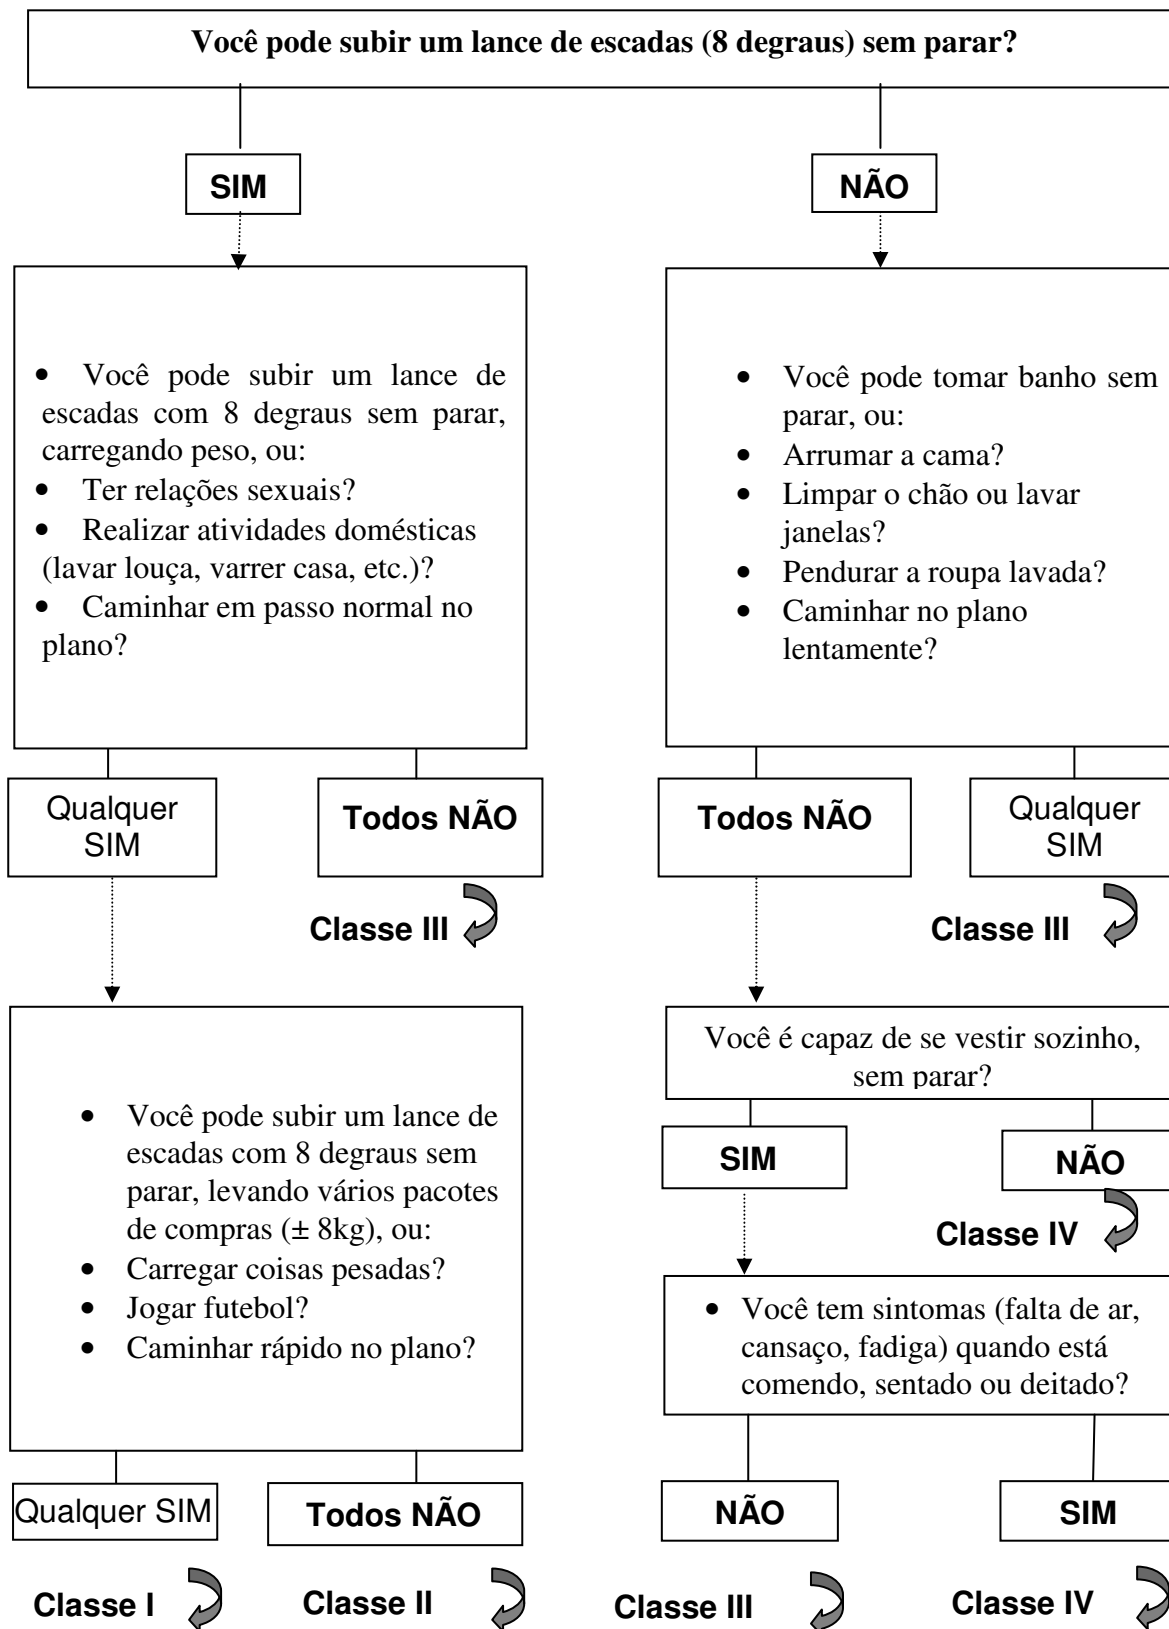 Você pode subir um lance de escadas (8 degraus) sem parar?
SIM
NÃO
• Você pode subir um lance de
escadas com 8 degraus sem parar,
carregando peso, ou:
• Ter relações sexuais?
• Realizar atividades domésticas
(lavar louça, varrer casa, etc.)?
• Caminhar em passo normal no
plano?
• Você pode tomar banho sem
parar, ou:
• Arrumar a cama?
• Limpar o chão ou lavar
janelas?
• Pendurar a roupa lavada?
• Caminhar no plano
lentamente?
Qualquer
SIM
Todos NÃO
Todos NÃO
Qualquer
SIM
Classe III
Classe III
• Você pode subir um lance de
escadas com 8 degraus sem
parar, levando vários pacotes
de compras (± 8kg), ou:
• Carregar coisas pesadas?
• Jogar futebol?
• Caminhar rápido no plano?
Você é capaz de se vestir sozinho,
sem parar?
SIM
NÃO
Classe IV
• Você tem sintomas (falta de ar,
cansaço, fadiga) quando está
comendo, sentado ou deitado?
Qualquer SIM
Todos NÃO
NÃO
SIM
Classe I
Classe II
Classe III
Classe IV